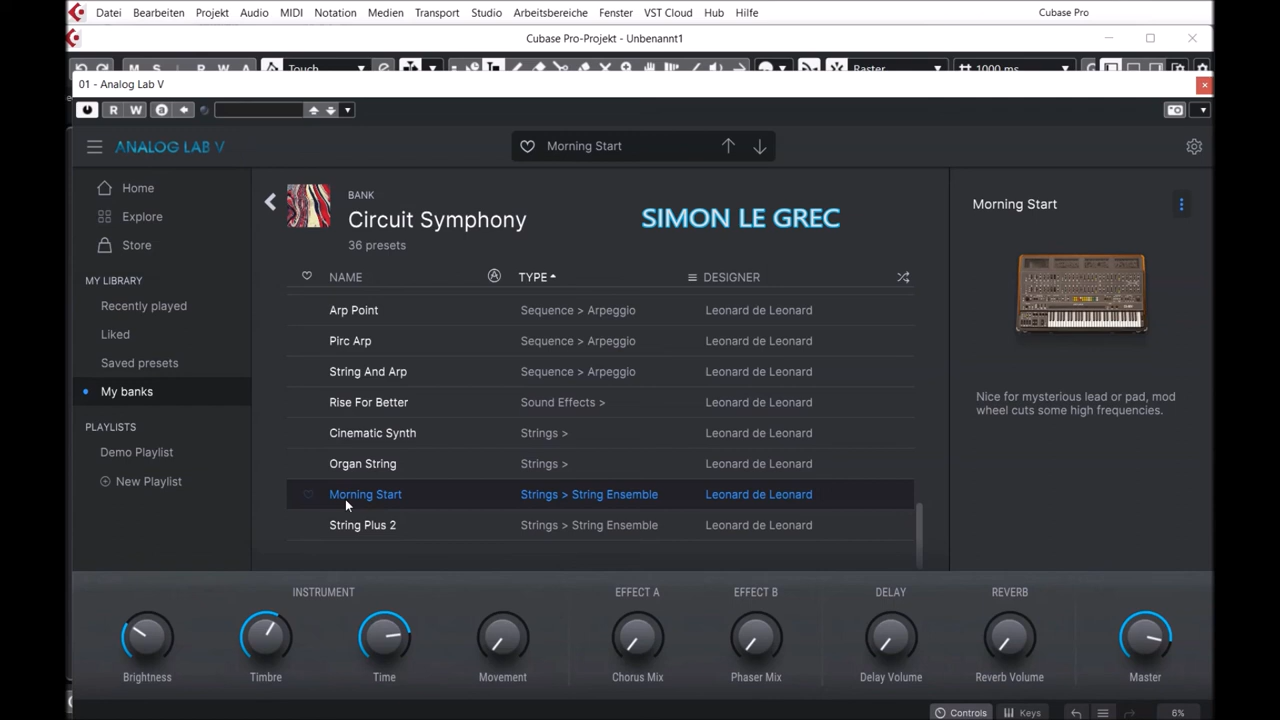 Datei Bearbeiten Projekt Audio MIDI Notation Medien Transport Studio Arbeitsbereiche Fenster VST Cloud Hub Hilfe Cubase Pro
Cubase Pro-Projekt - Unbenannt1
M S R W A Touch Raster 1000 ms
01 - Analog Lab V
R W
ANALOG LAB V Morning Start
Home
Explore
Store
MY LIBRARY
Recently played
Liked
Saved presets
My banks
PLAYLISTS
Demo Playlist
New Playlist
BANK
Circuit Symphony
36 presets
SIMON LE GREC
NAME TYPE DESIGNER
Arp Point Sequence > Arpeggio Leonard de Leonard
Pirc Arp Sequence > Arpeggio Leonard de Leonard
String And Arp Sequence > Arpeggio Leonard de Leonard
Rise For Better Sound Effects > Leonard de Leonard
Cinematic Synth Strings > Leonard de Leonard
Organ String Strings > Leonard de Leonard
Morning Start Strings > String Ensemble Leonard de Leonard
String Plus 2 Strings > String Ensemble Leonard de Leonard
Morning Start
Nice for mysterious lead or pad, mod
wheel cuts some high frequencies.
INSTRUMENT EFFECT A EFFECT B DELAY REVERB
Brightness Timbre Time Movement Chorus Mix Phaser Mix Delay Volume Reverb Volume Master
Controls Keys 6%